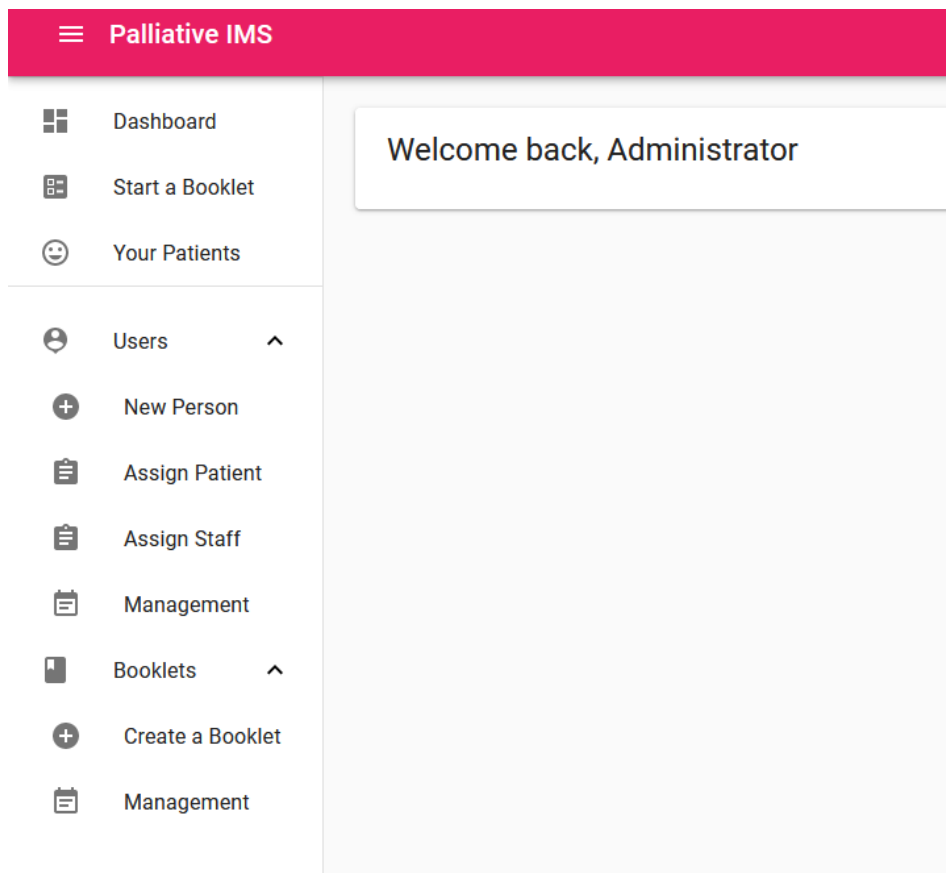 Palliative IMS
Dashboard
Welcome back, Administrator
Start a Booklet
Your Patients
Users
New Person
Assign Patient
Assign Staff
Management
Booklets
Create a Booklet
Management